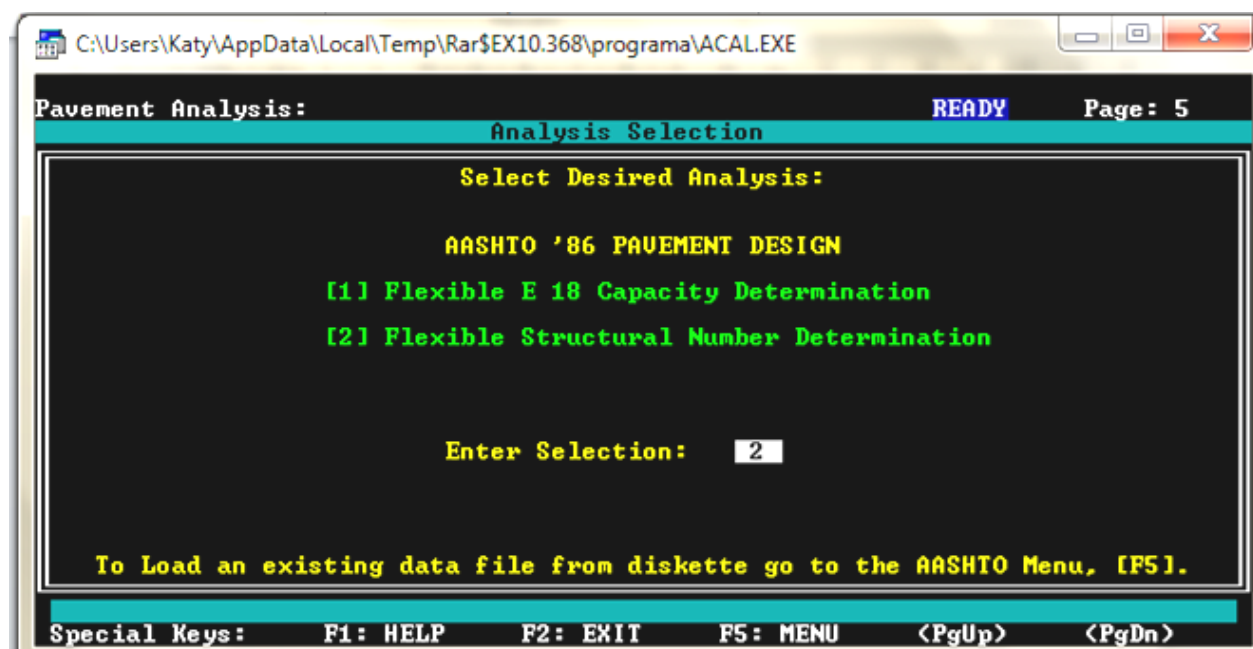 C:\Users\Katy\AppData\Local\Temp\Rar$EX10.368\programa\ACAL.EXE
Pavement Analysis: READY Page: 5
Analysis Selection
Select Desired Analysis:
AASHTO '86 PAVEMENT DESIGN
[1] Flexible E 18 Capacity Determination
[2] Flexible Structural Number Determination
Enter Selection: 2
To Load an existing data file from diskette go to the AASHTO Menu, [F5].
Special Keys: F1: HELP F2: EXIT F5: MENU <PgUp> <PgDn>